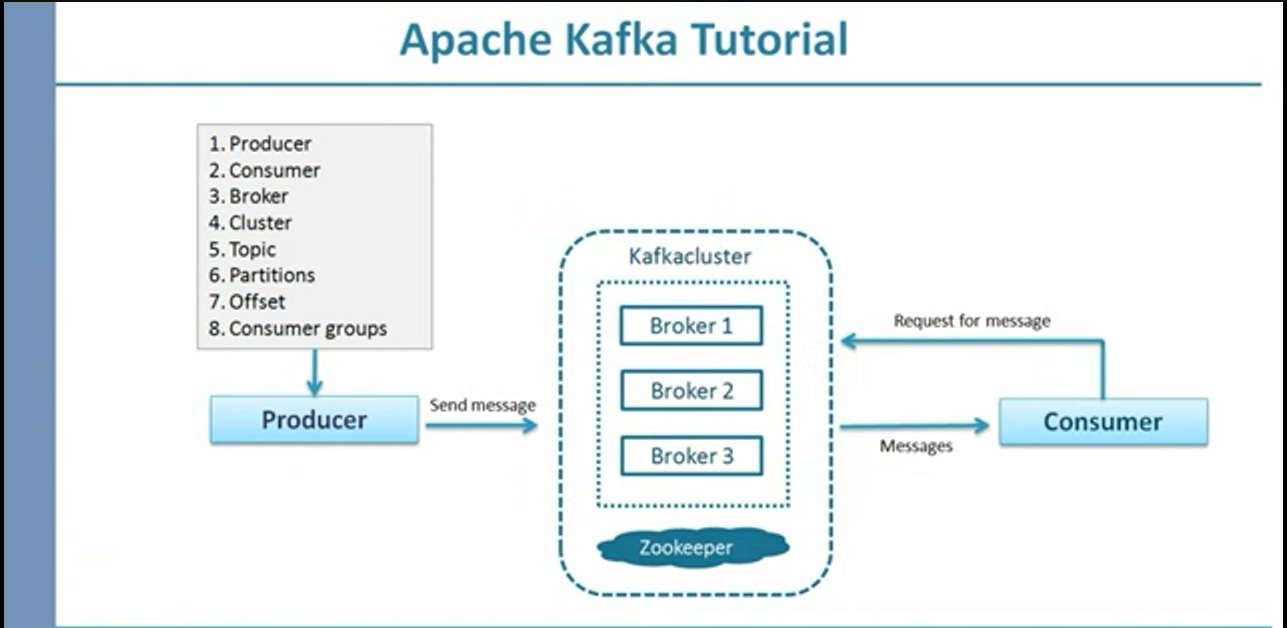 Apache Kafka Tutorial
1. Producer
2. Consumer
3. Broker
4. Cluster
5. Topic
6. Partitions
7. Offset
8. Consumer groups
Producer
Send message
Kafkacluster
Broker 1
Broker 2
Broker 3
Zookeeper
Request for message
Messages
Consumer